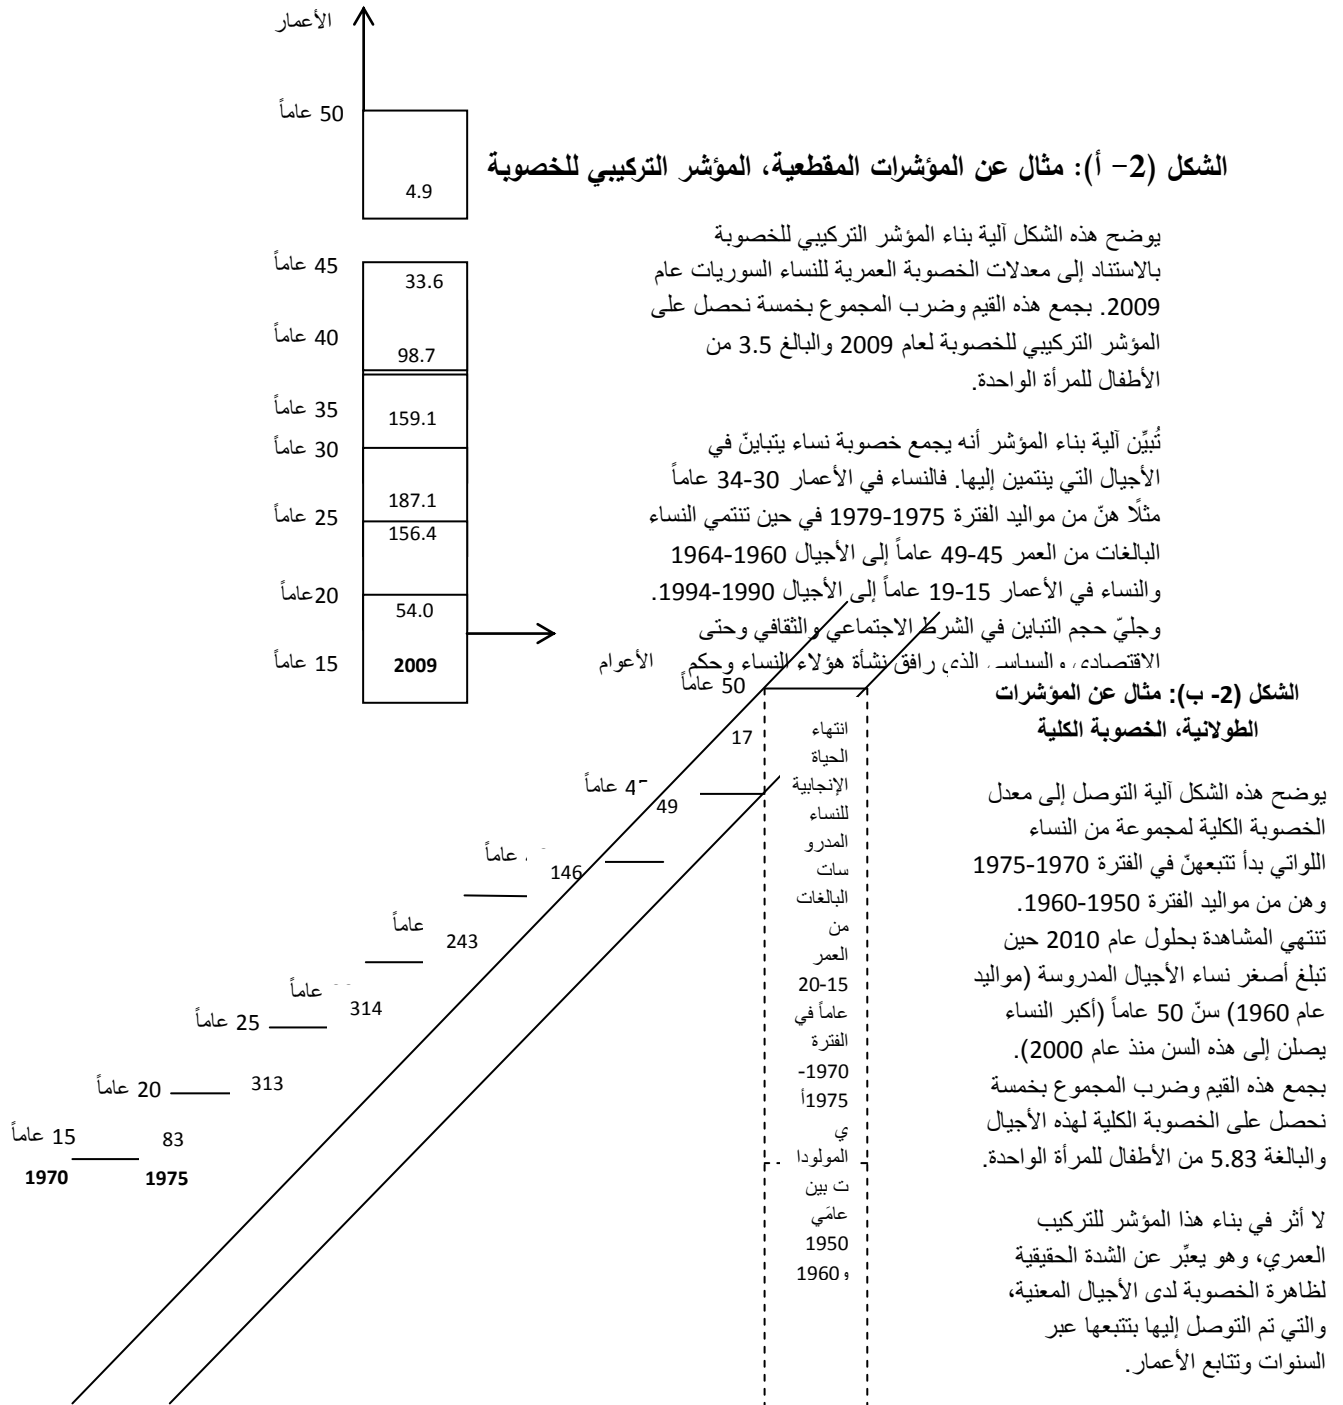 الأعمار
50 عاماً
4.9
الشكل (2- أ): مثال عن المؤشرات المقطعية، المؤشر التركيبي للخصوبة
يوضح هذه الشكل آلية بناء المؤشر التركيبي للخصوبة
بالاستناد إلى معدلات الخصوبة العمرية للنساء السوريات عام
2009. بجمع هذه القيم وضرب المجموع بخمسة نحصل على
المؤشر التركيبي للخصوبة لعام 2009 والبالغ 3.5 من
الأطفال للمرأة الواحدة.
45 عاماً
33.6
40 عاماً
98.7
35 عاماً
159.1
30 عاماً
187.1
25 عاماً
156.4
20عاماً
54.0
15 عاماً
2009
تُبيِّن آلية بناء المؤشر أنه يجمع خصوبة نساء يتباينّ في
الأجيال التي ينتمين إليها. فالنساء في الأعمار 30-34 عاماً
مثلًا هنّ من مواليد الفترة 1975-1979 في حين تنتمي النساء
البالغات من العمر 45-49 عاماً إلى الأجيال 1960-1964
والنساء في الأعمار 15-19 عاماً إلى الأجيال 1990-1994.
وجليّ حجم التباين في الشرط الاجتماعي والثقافي وحتى
الاقتصادي والسياسي الذي رافق نشأة هؤلاء النساء وحكم
الأعوام
الشكل (2- ب): مثال عن المؤشرات
الطولانية، الخصوبة الكلية
يوضح هذه الشكل آلية التوصل إلى معدل
الخصوبة الكلية لمجموعة من النساء
اللواتي بدأ تتبعهنّ في الفترة 1970-1975
وهن من مواليد الفترة 1950-1960.
تنتهي المشاهدة بحلول عام 2010 حين
تبلغ أصغر نساء الأجيال المدروسة (مواليد
عام 1960) سنّ 50 عاماً (أكبر النساء
يصلن إلى هذه السن منذ عام 2000).
بجمع هذه القيم وضرب المجموع بخمسة
نحصل على الخصوبة الكلية لهذه الأجيال
والبالغة 5.83 من الأطفال للمرأة الواحدة.
لا أثر في بناء هذا المؤشر للتركيب
العمري، وهو يعبِّر عن الشدة الحقيقية
لظاهرة الخصوبة لدى الأجيال المعنية،
والتي تم التوصل إليها بتتبعها عبر
السنوات وتتابع الأعمار.
50 عاماً
17
عاماً
49
عاماً
146
عاماً
243
عاماً
314
25 عاماً
313
20 عاماً
15 عاماً
83
1970
1975
انتهاء
الحياة
الإنجابية
للنساء
المدرو
سات
البالغات
من
العمر
20-15
عاماً في
الفترة
1970-
1975أ
ي
المولودا
ت بين
عامَي
1950
و1960